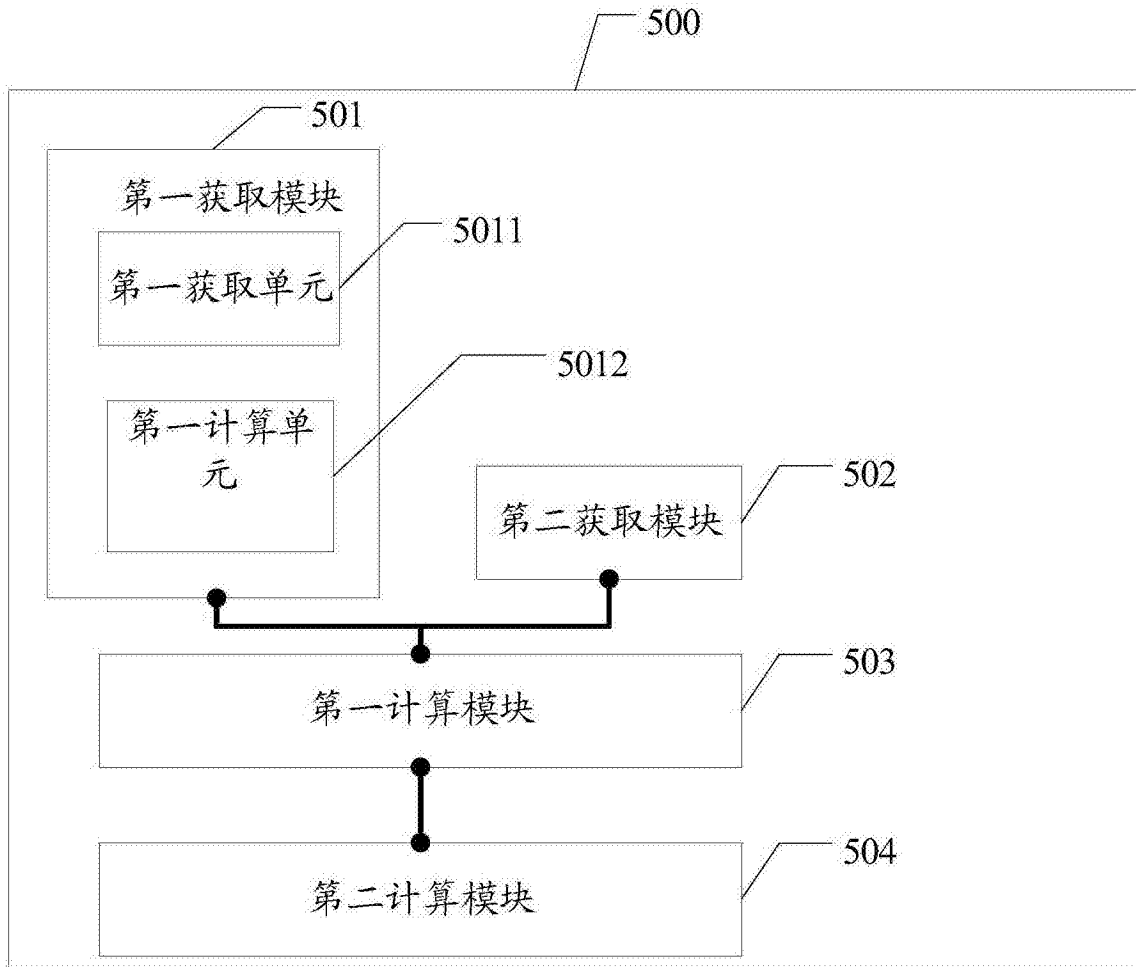 500
501
第一获取模块
5011
第一获取单元
5012
第一计算单
元
502
第二获取模块
503
第一计算模块
504
第二计算模块